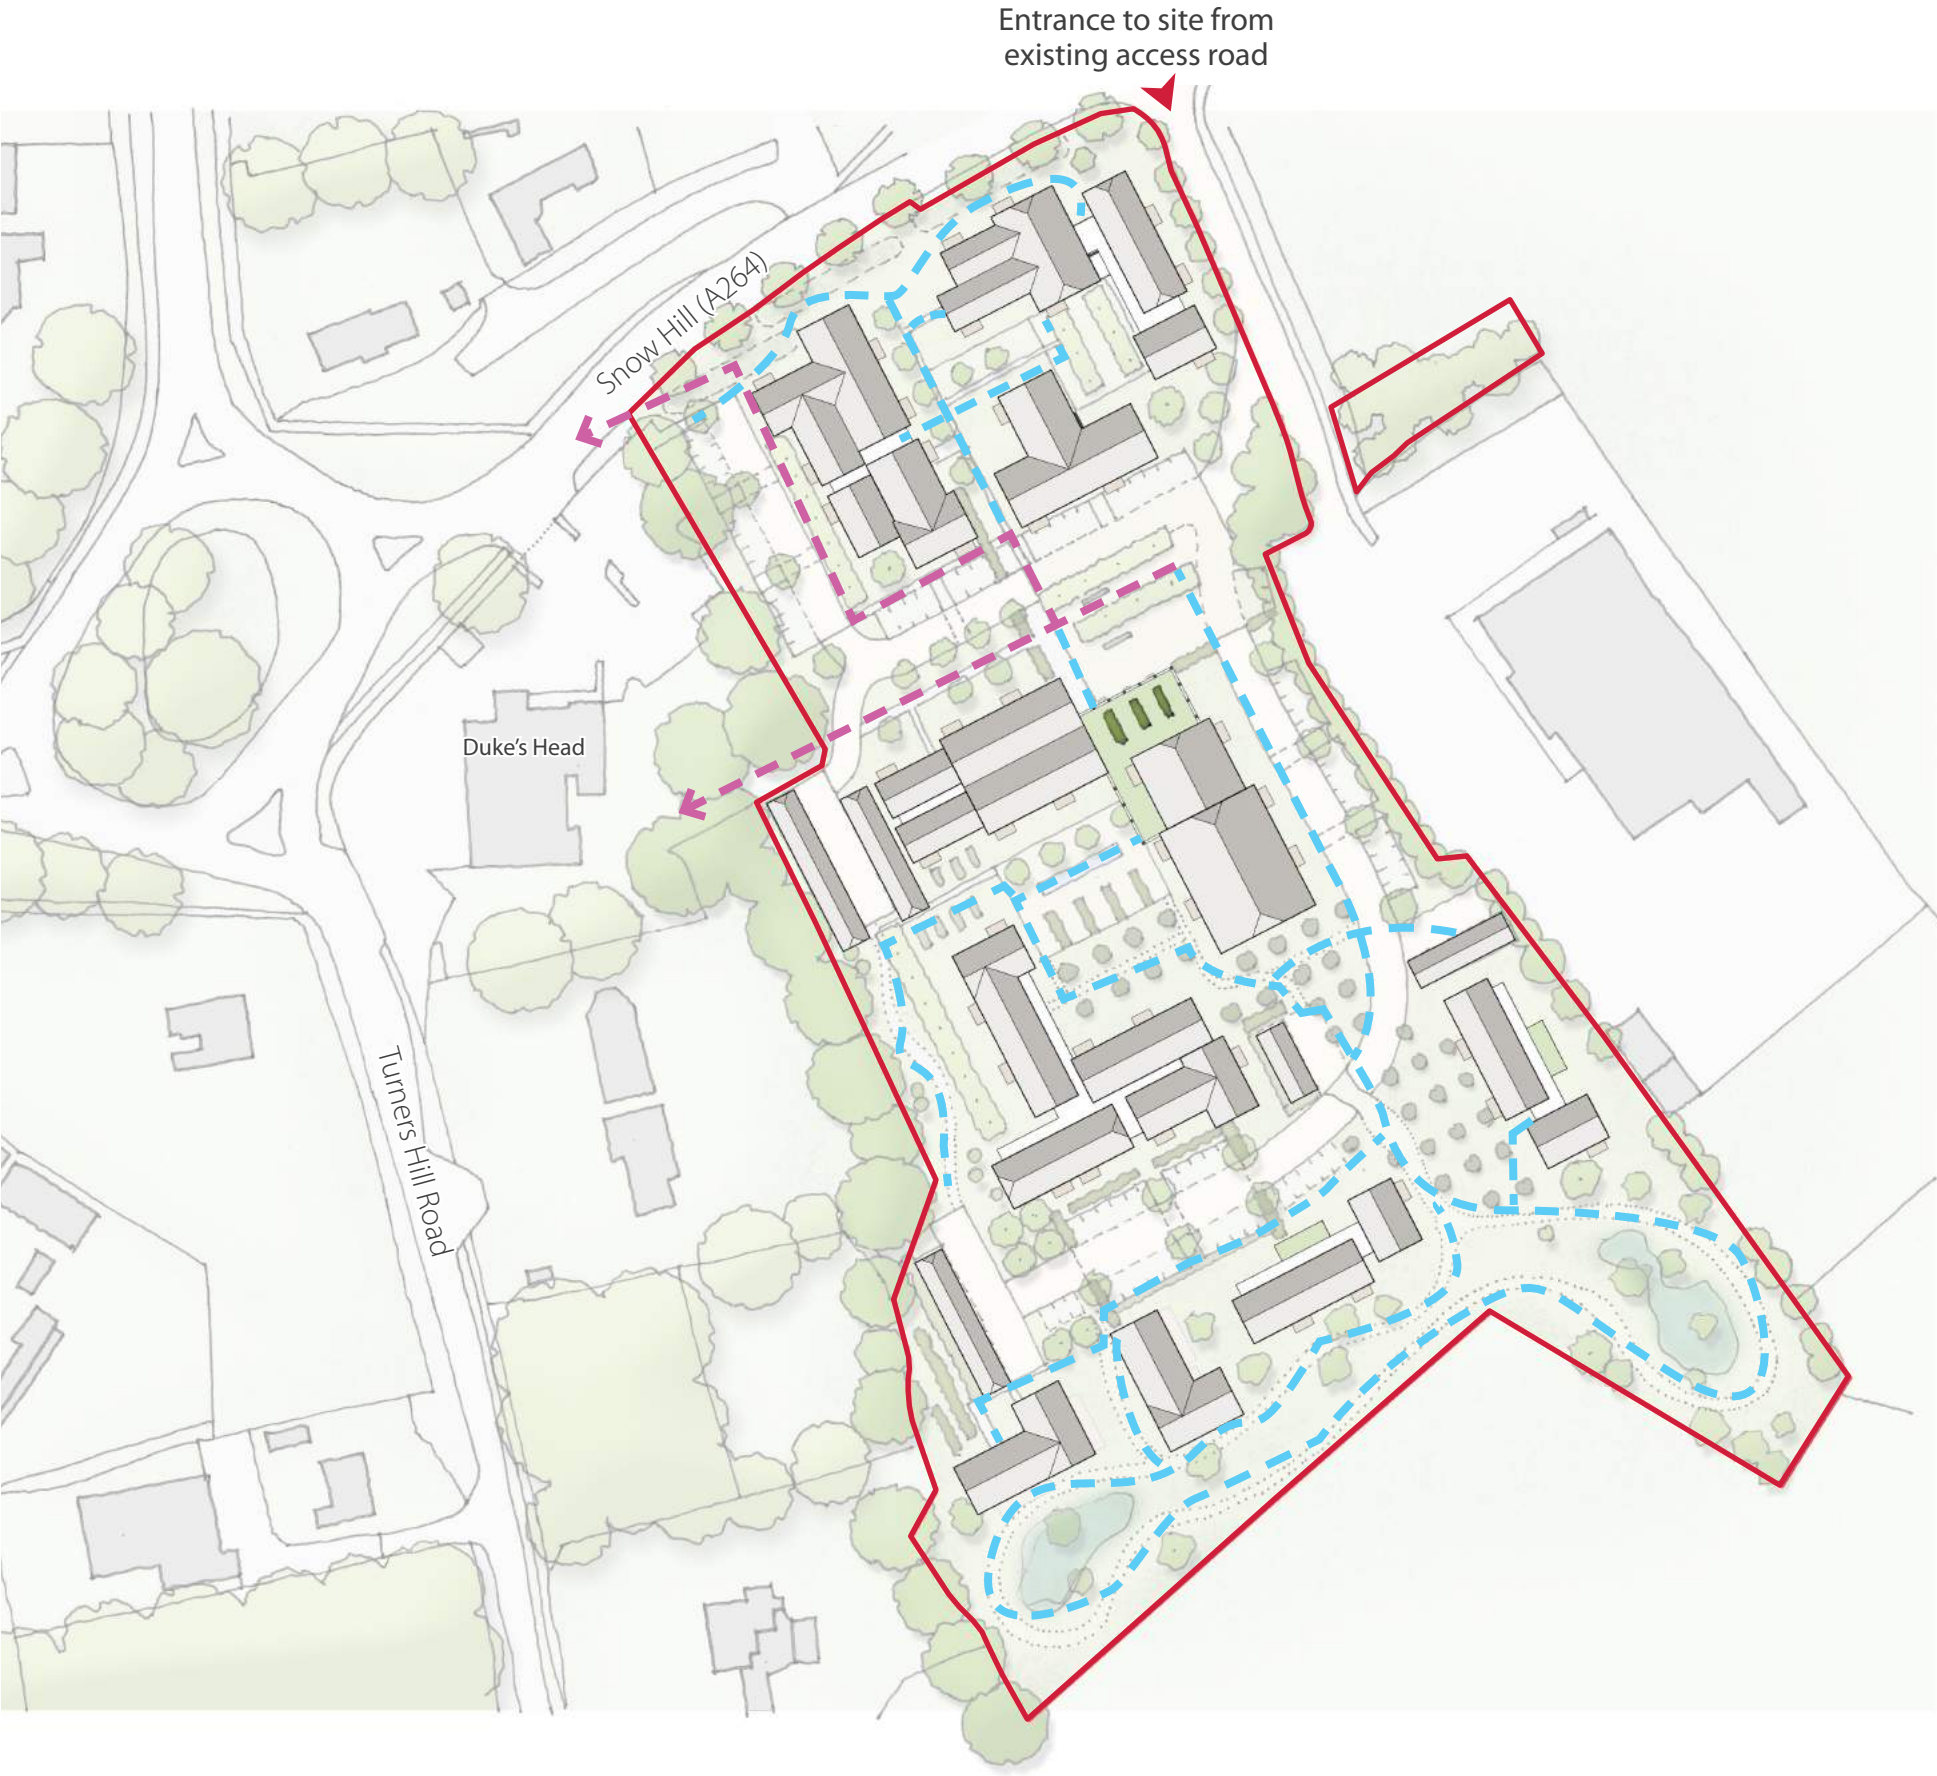 Entrance to site from
existing access road
Snow Hill (A264)
Duke's Head
Turners Hill Road